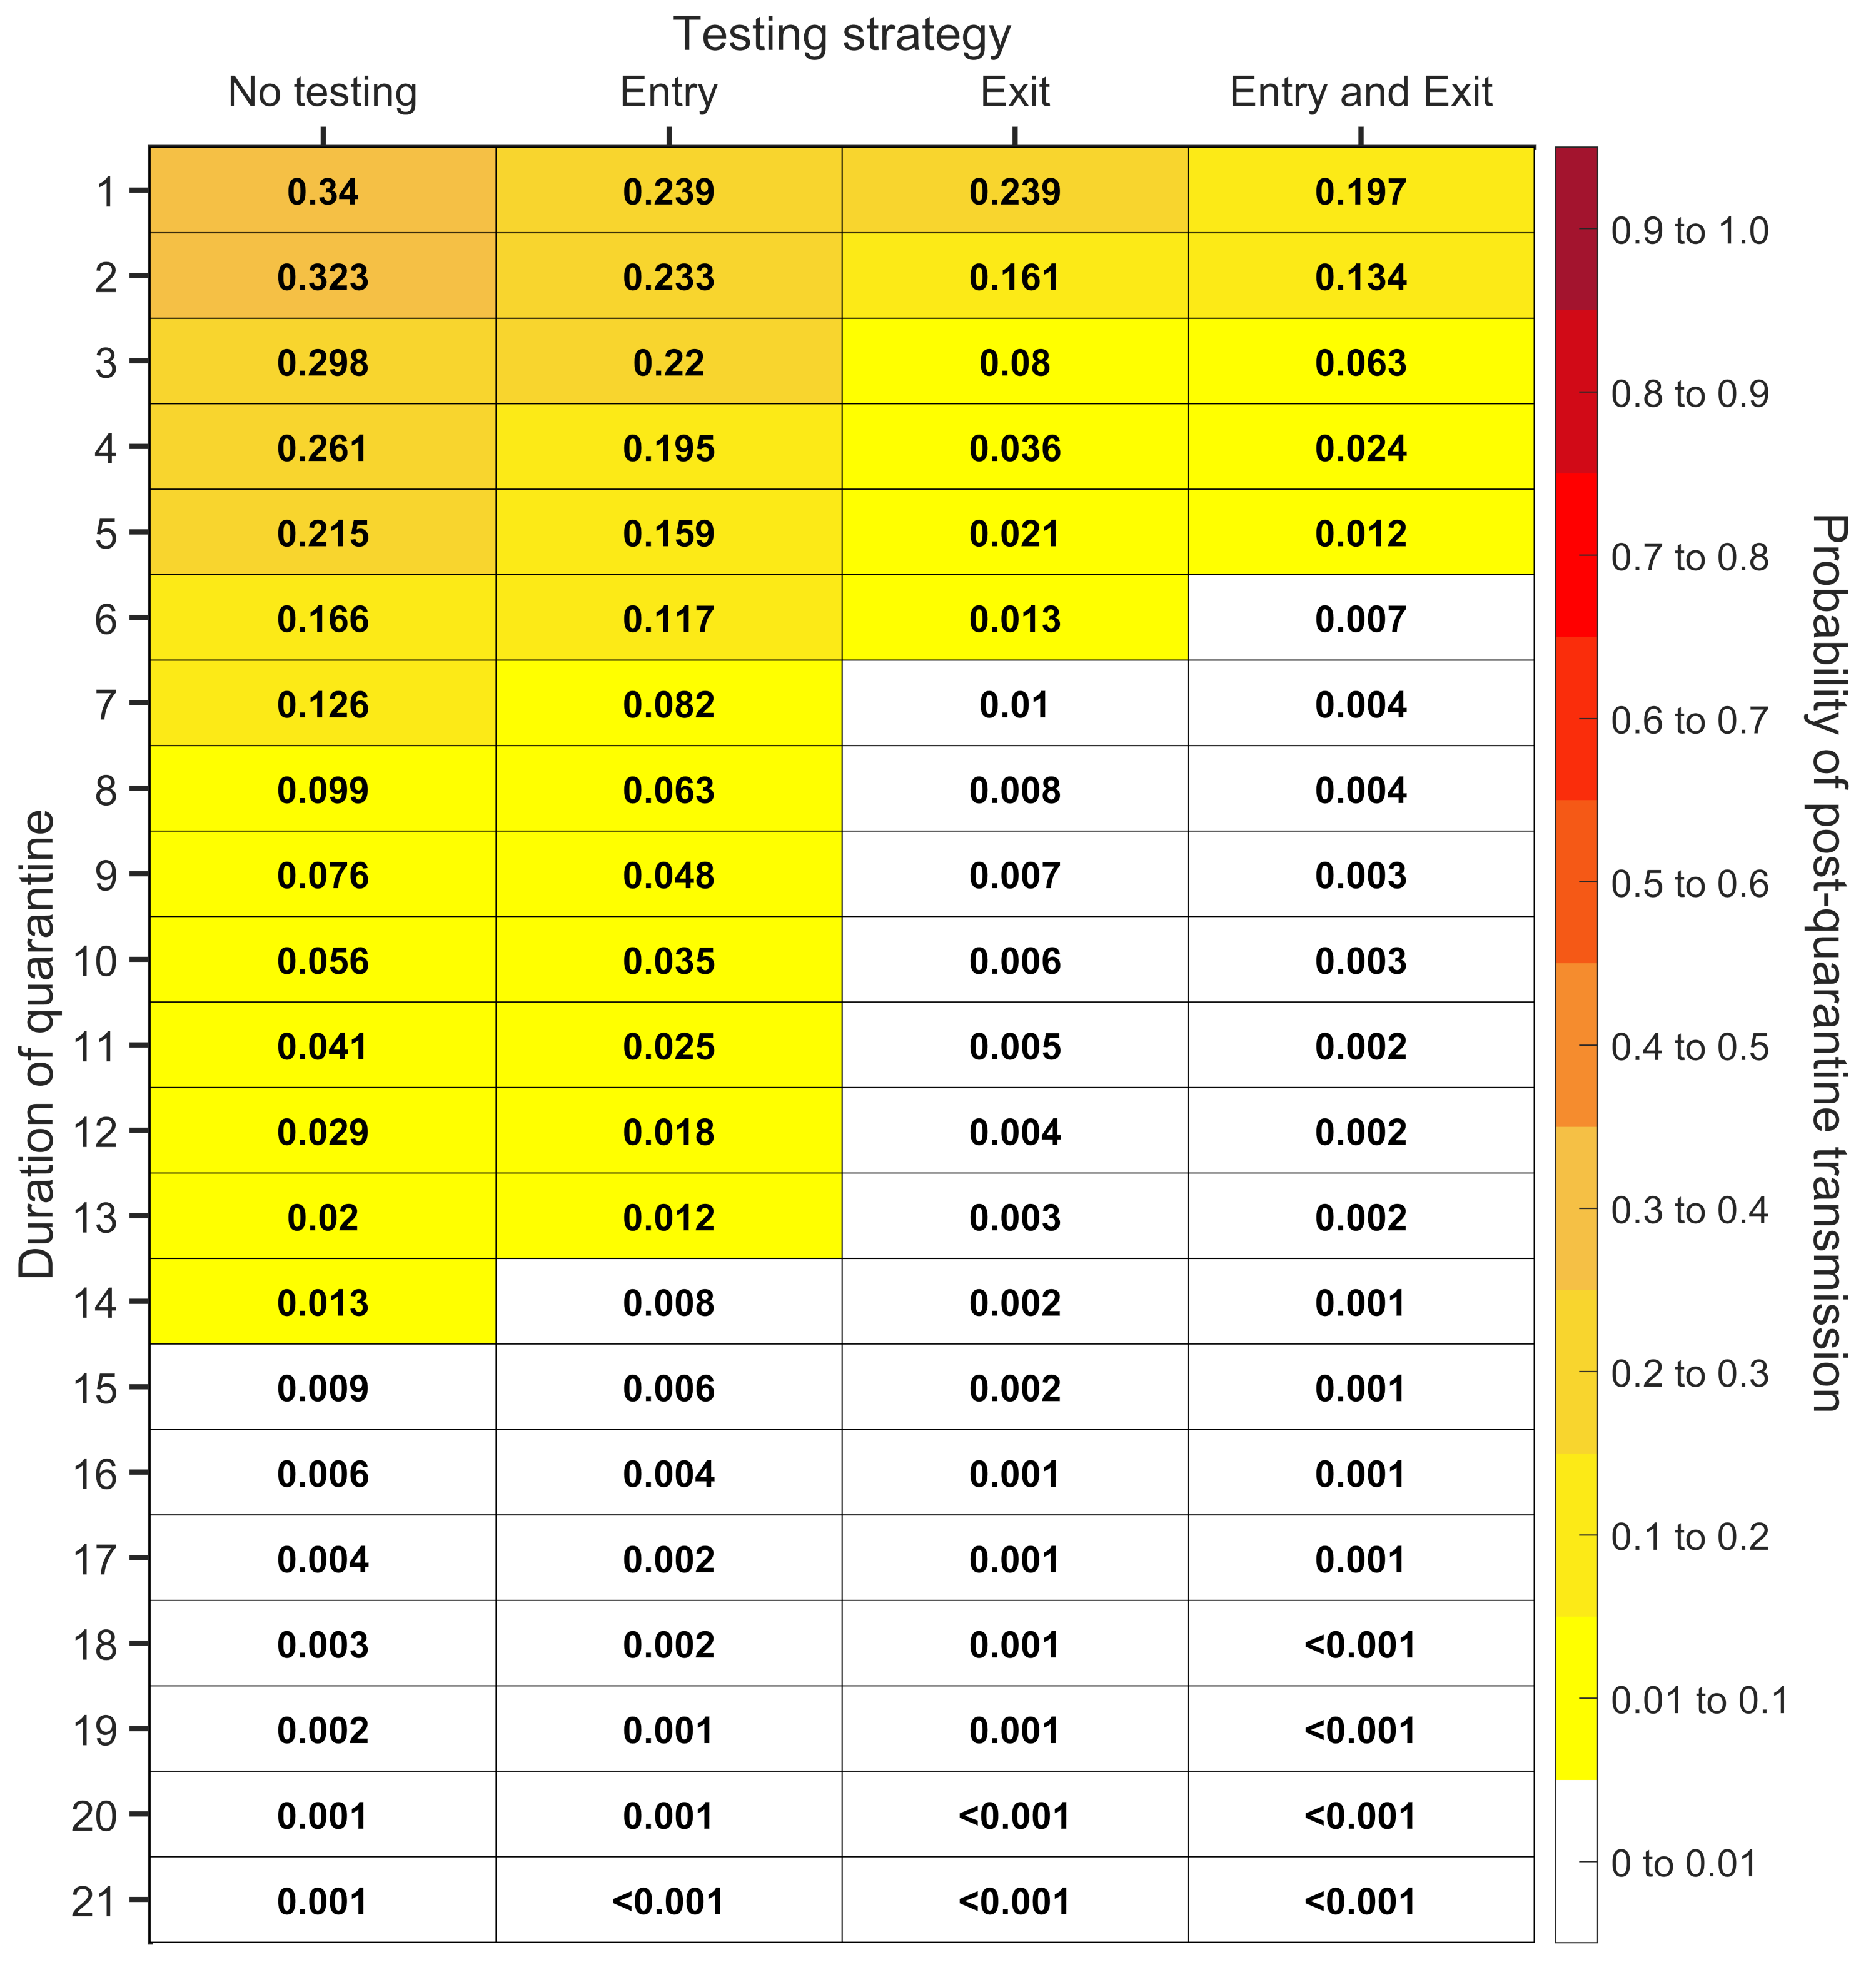 Testing strategy
No testing Entry Exit Entry and Exit
1 0.34 0.239 0.239 0.197
2 0.323 0.233 0.161 0.134
3 0.298 0.22 0.08 0.063
4 0.261 0.195 0.036 0.024
5 0.215 0.159 0.021 0.012
6 0.166 0.117 0.013 0.007
7 0.126 0.082 0.01 0.004
8 0.099 0.063 0.008 0.004
9 0.076 0.048 0.007 0.003
10 0.056 0.035 0.006 0.003
11 0.041 0.025 0.005 0.002
12 0.029 0.018 0.004 0.002
13 0.02 0.012 0.003 0.002
14 0.013 0.008 0.002 0.001
15 0.009 0.006 0.002 0.001
16 0.006 0.004 0.001 0.001
17 0.004 0.002 0.001 0.001
18 0.003 0.002 0.001 <0.001
19 0.002 0.001 0.001 <0.001
20 0.001 0.001 <0.001 <0.001
21 0.001 <0.001 <0.001 <0.001
Duration of quarantine
0.9 to 1.0
0.8 to 0.9
0.7 to 0.8
0.6 to 0.7
0.5 to 0.6
0.4 to 0.5
0.3 to 0.4
0.2 to 0.3
0.1 to 0.2
0.01 to 0.1
0 to 0.01
Probability of post-quarantine transmission